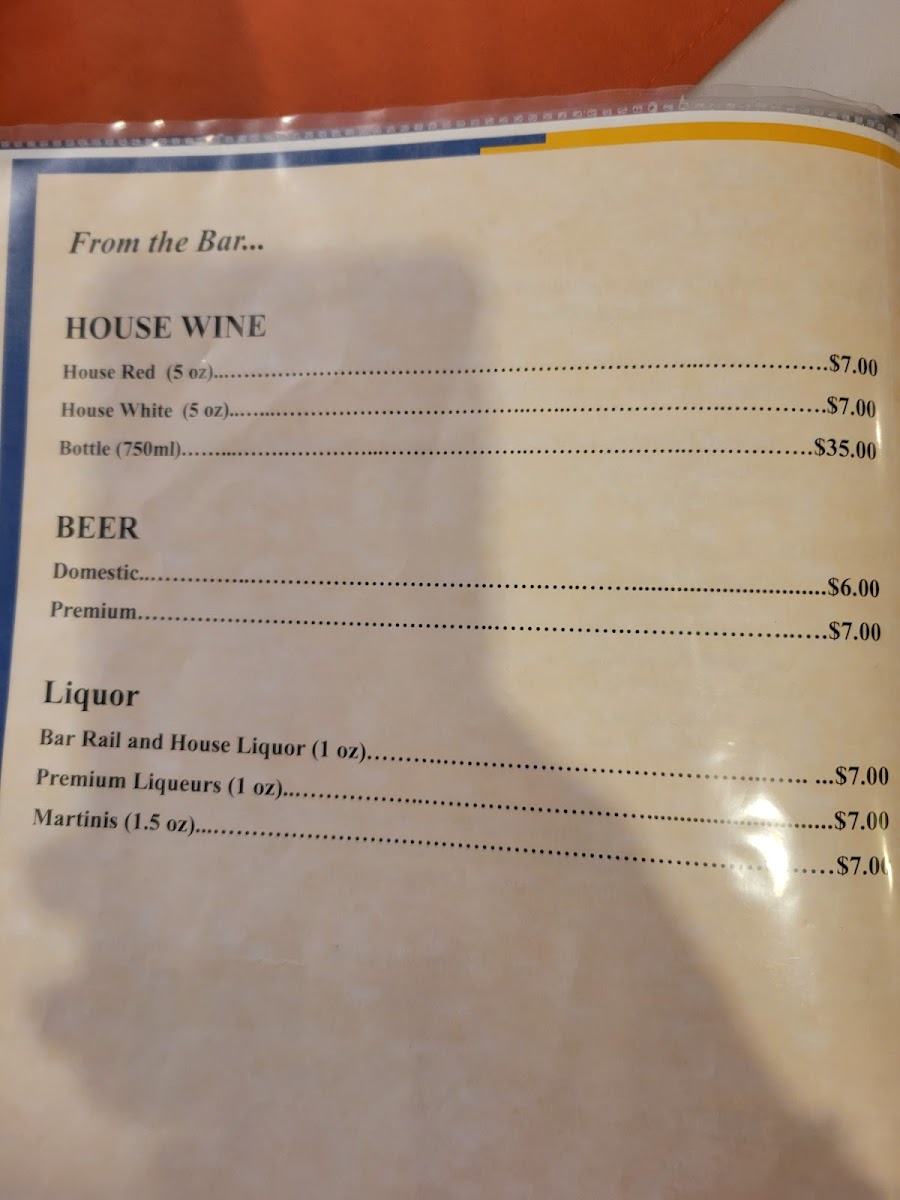 From the Bar...
HOUSE WINE
House Red (5 oz)..........$7.00
House White (5 oz)..........$7.00
Bottle (750ml)..........$35.00
BEER
Domestic..........$6.00
Premium..........$7.00
Liquor
Bar Rail and House Liquor (1 oz)..........$7.00
Premium Liqueurs (1 oz)..........$7.00
Martinis (1.5 oz)..........$7.00